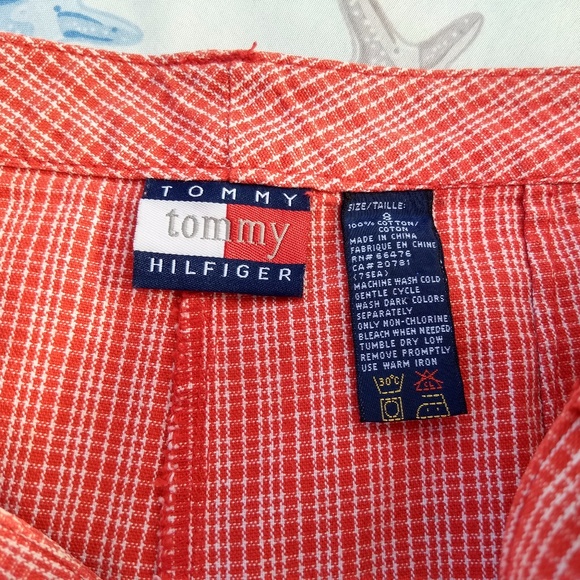 TOMMY
tommy
HILFIGER
SIZE/TAILLE:
8
100% COTTON/
COTON
MADE IN CHINA
FABRIQUE EN CHINE
RN# 66476
CA# 20781
(7SEA)
MACHINE WASH COLD
GENTLE CYCLE
WASH DARK COLORS
SEPARATELY
ONLY NON-CHLORINE
BLEACH WHEN NEEDED
TUMBLE DRY LOW
REMOVE PROMPTLY
USE WARM IRON
30°C
CL